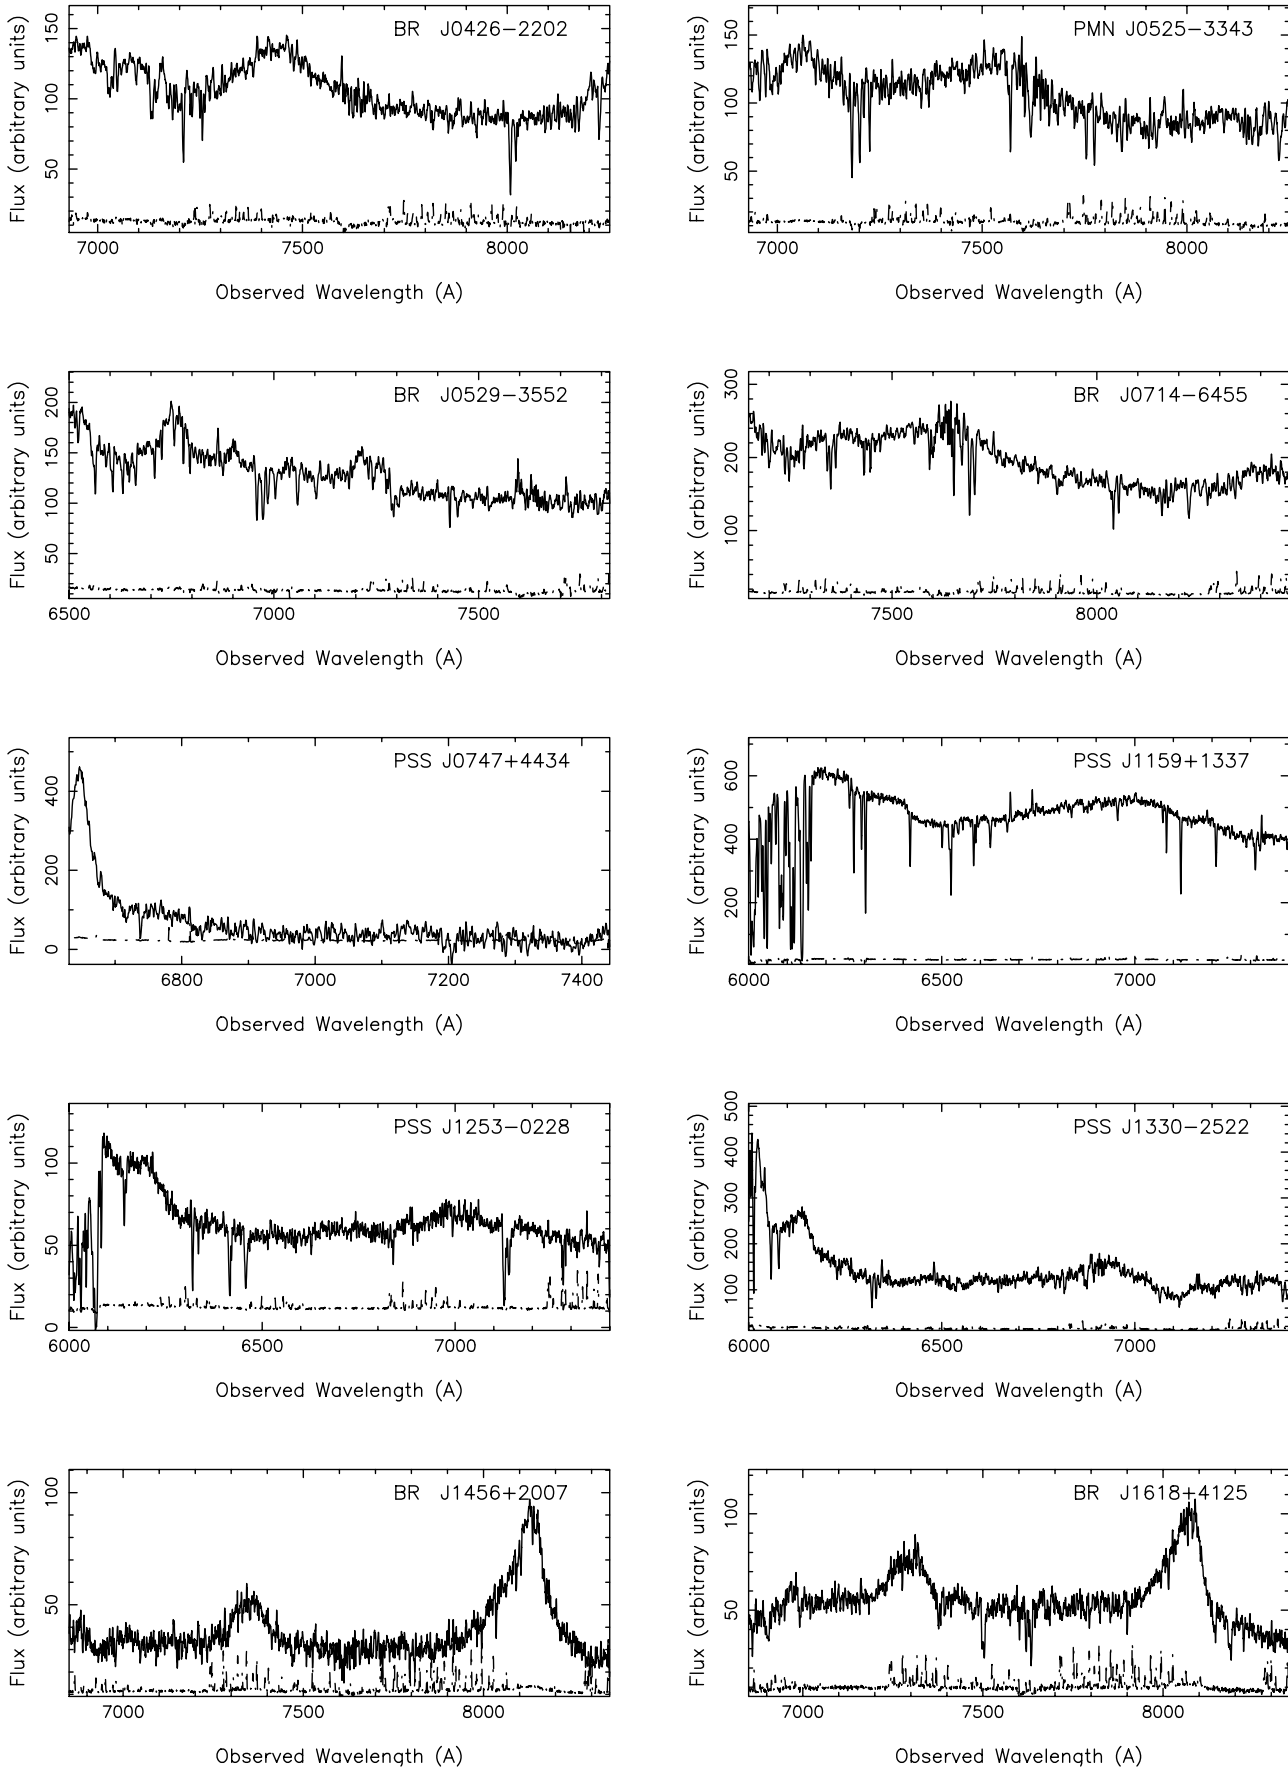 BR J0426−2202
Flux (arbitrary units)
50 100 150
7000 7500 8000
Observed Wavelength (A)
PMN J0525−3343
Flux (arbitrary units)
50 100 150
7000 7500 8000
Observed Wavelength (A)
BR J0529−3552
Flux (arbitrary units)
50 100 150 200
6500 7000 7500
Observed Wavelength (A)
BR J0714−6455
Flux (arbitrary units)
100 200 300
7500 8000
Observed Wavelength (A)
PSS J0747+4434
Flux (arbitrary units)
0 200 400
6800 7000 7200 7400
Observed Wavelength (A)
PSS J1159+1337
Flux (arbitrary units)
200 400 600
6000 6500 7000
Observed Wavelength (A)
PSS J1253−0228
Flux (arbitrary units)
0 50 100
6000 6500 7000
Observed Wavelength (A)
PSS J1330−2522
Flux (arbitrary units)
100 200 300 400 500
6000 6500 7000
Observed Wavelength (A)
BR J1456+2007
Flux (arbitrary units)
50 100
7000 7500 8000
Observed Wavelength (A)
BR J1618+4125
Flux (arbitrary units)
50 100
7000 7500 8000
Observed Wavelength (A)